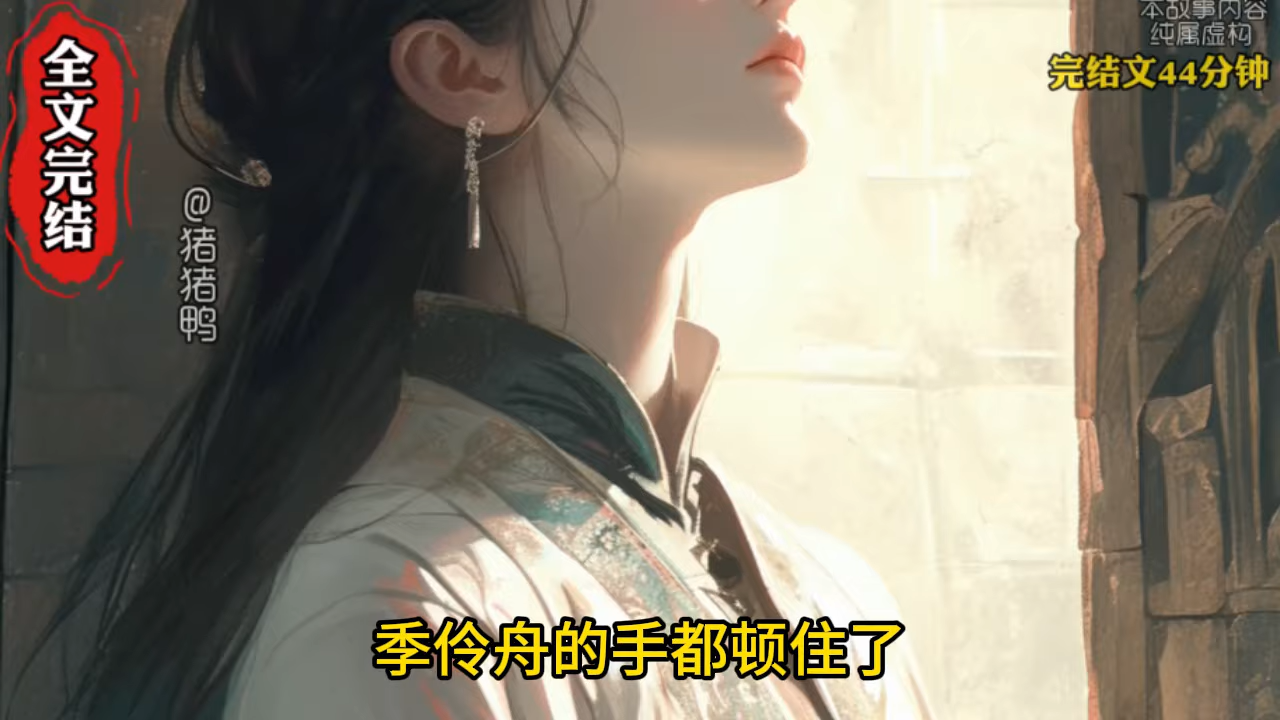 全文完结
@猪猪鸭
本故事内容
纯属虚构
完结文44分钟
季伶舟的手都顿住了